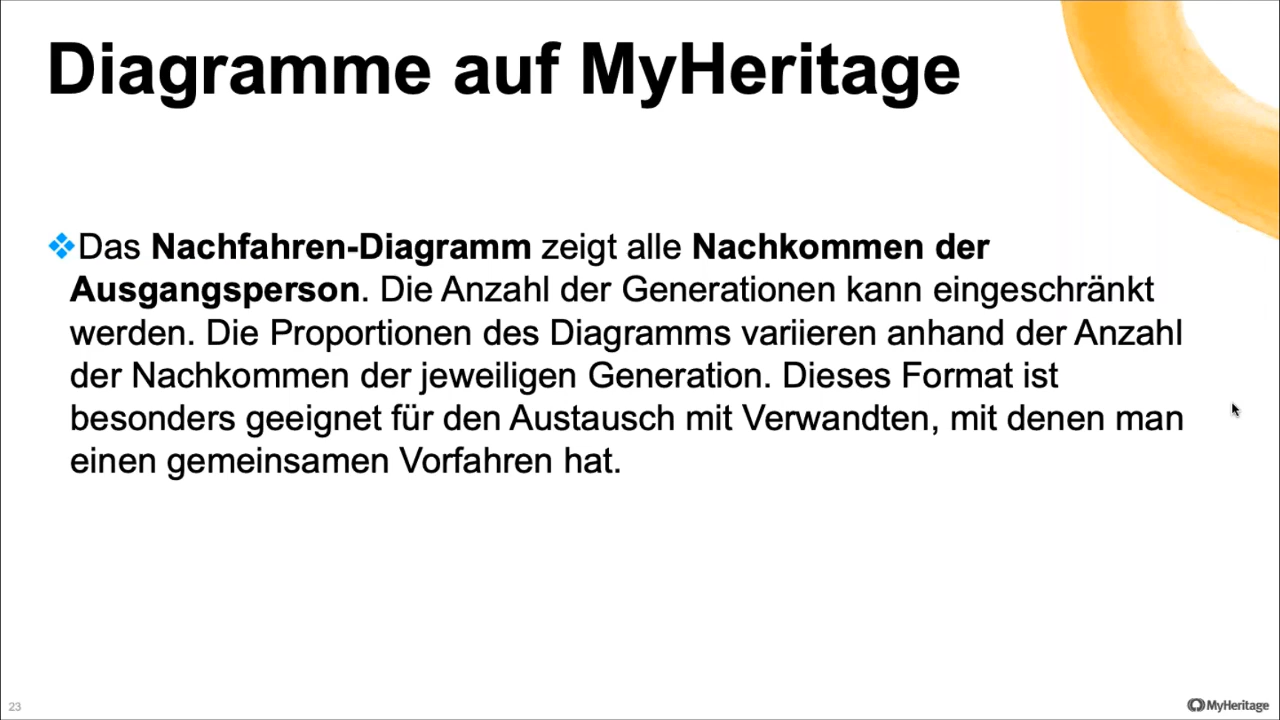 Diagramme auf MyHeritage
❖Das Nachfahren-Diagramm zeigt alle Nachkommen der
Ausgangsperson. Die Anzahl der Generationen kann eingeschränkt
werden. Die Proportionen des Diagramms variieren anhand der Anzahl
der Nachkommen der jeweiligen Generation. Dieses Format ist
besonders geeignet für den Austausch mit Verwandten, mit denen man
einen gemeinsamen Vorfahren hat.
23
MyHeritage